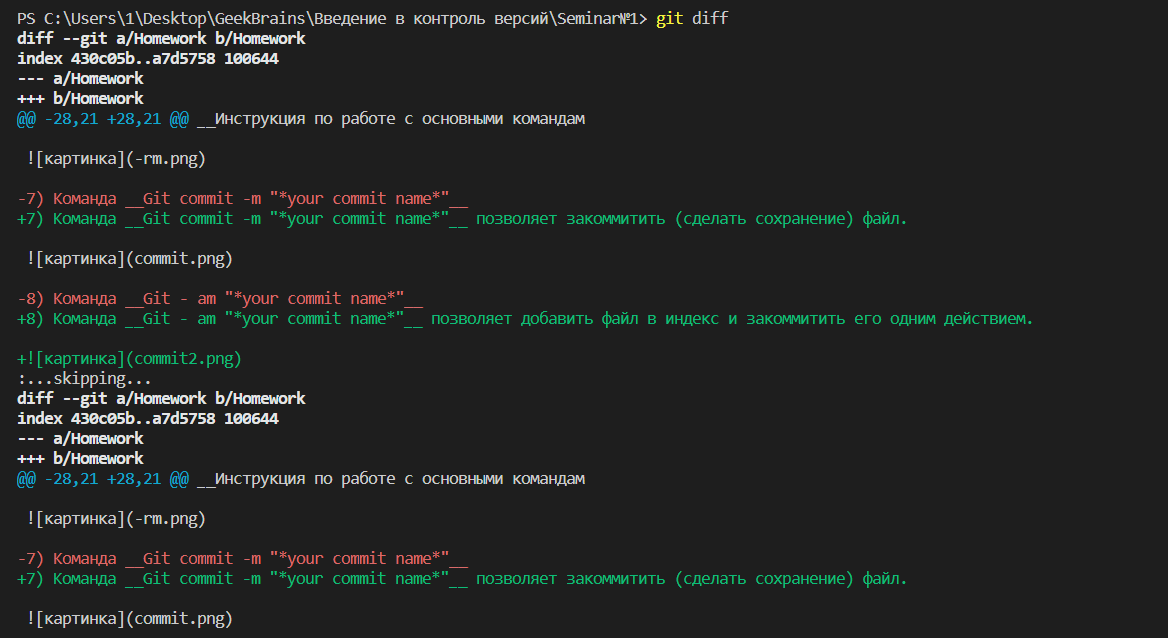 PS C:\Users\1\Desktop\GeekBrains\Введение в контроль версий\Seminar№1> git diff
diff --git a/Homework b/Homework
index 430c05b..a7d5758 100644
--- a/Homework
+++ b/Homework
@@ -28,21 +28,21 @@ __Инструкция по работе с основными командам
 ![картинка](-rm.png)
-7) Команда __Git commit -m "*your commit name*"__
+7) Команда __Git commit -m "*your commit name*"__ позволяет закоммитить (сделать сохранение) файл.
 ![картинка](commit.png)
-8) Команда __Git - am "*your commit name*"__
+8) Команда __Git - am "*your commit name*"__ позволяет добавить файл в индекс и закоммитить его одним действием.
+![картинка](commit2.png)
:...skipping...
diff --git a/Homework b/Homework
index 430c05b..a7d5758 100644
--- a/Homework
+++ b/Homework
@@ -28,21 +28,21 @@ __Инструкция по работе с основными командам
 ![картинка](-rm.png)
-7) Команда __Git commit -m "*your commit name*"__
+7) Команда __Git commit -m "*your commit name*"__ позволяет закоммитить (сделать сохранение) файл.
 ![картинка](commit.png)